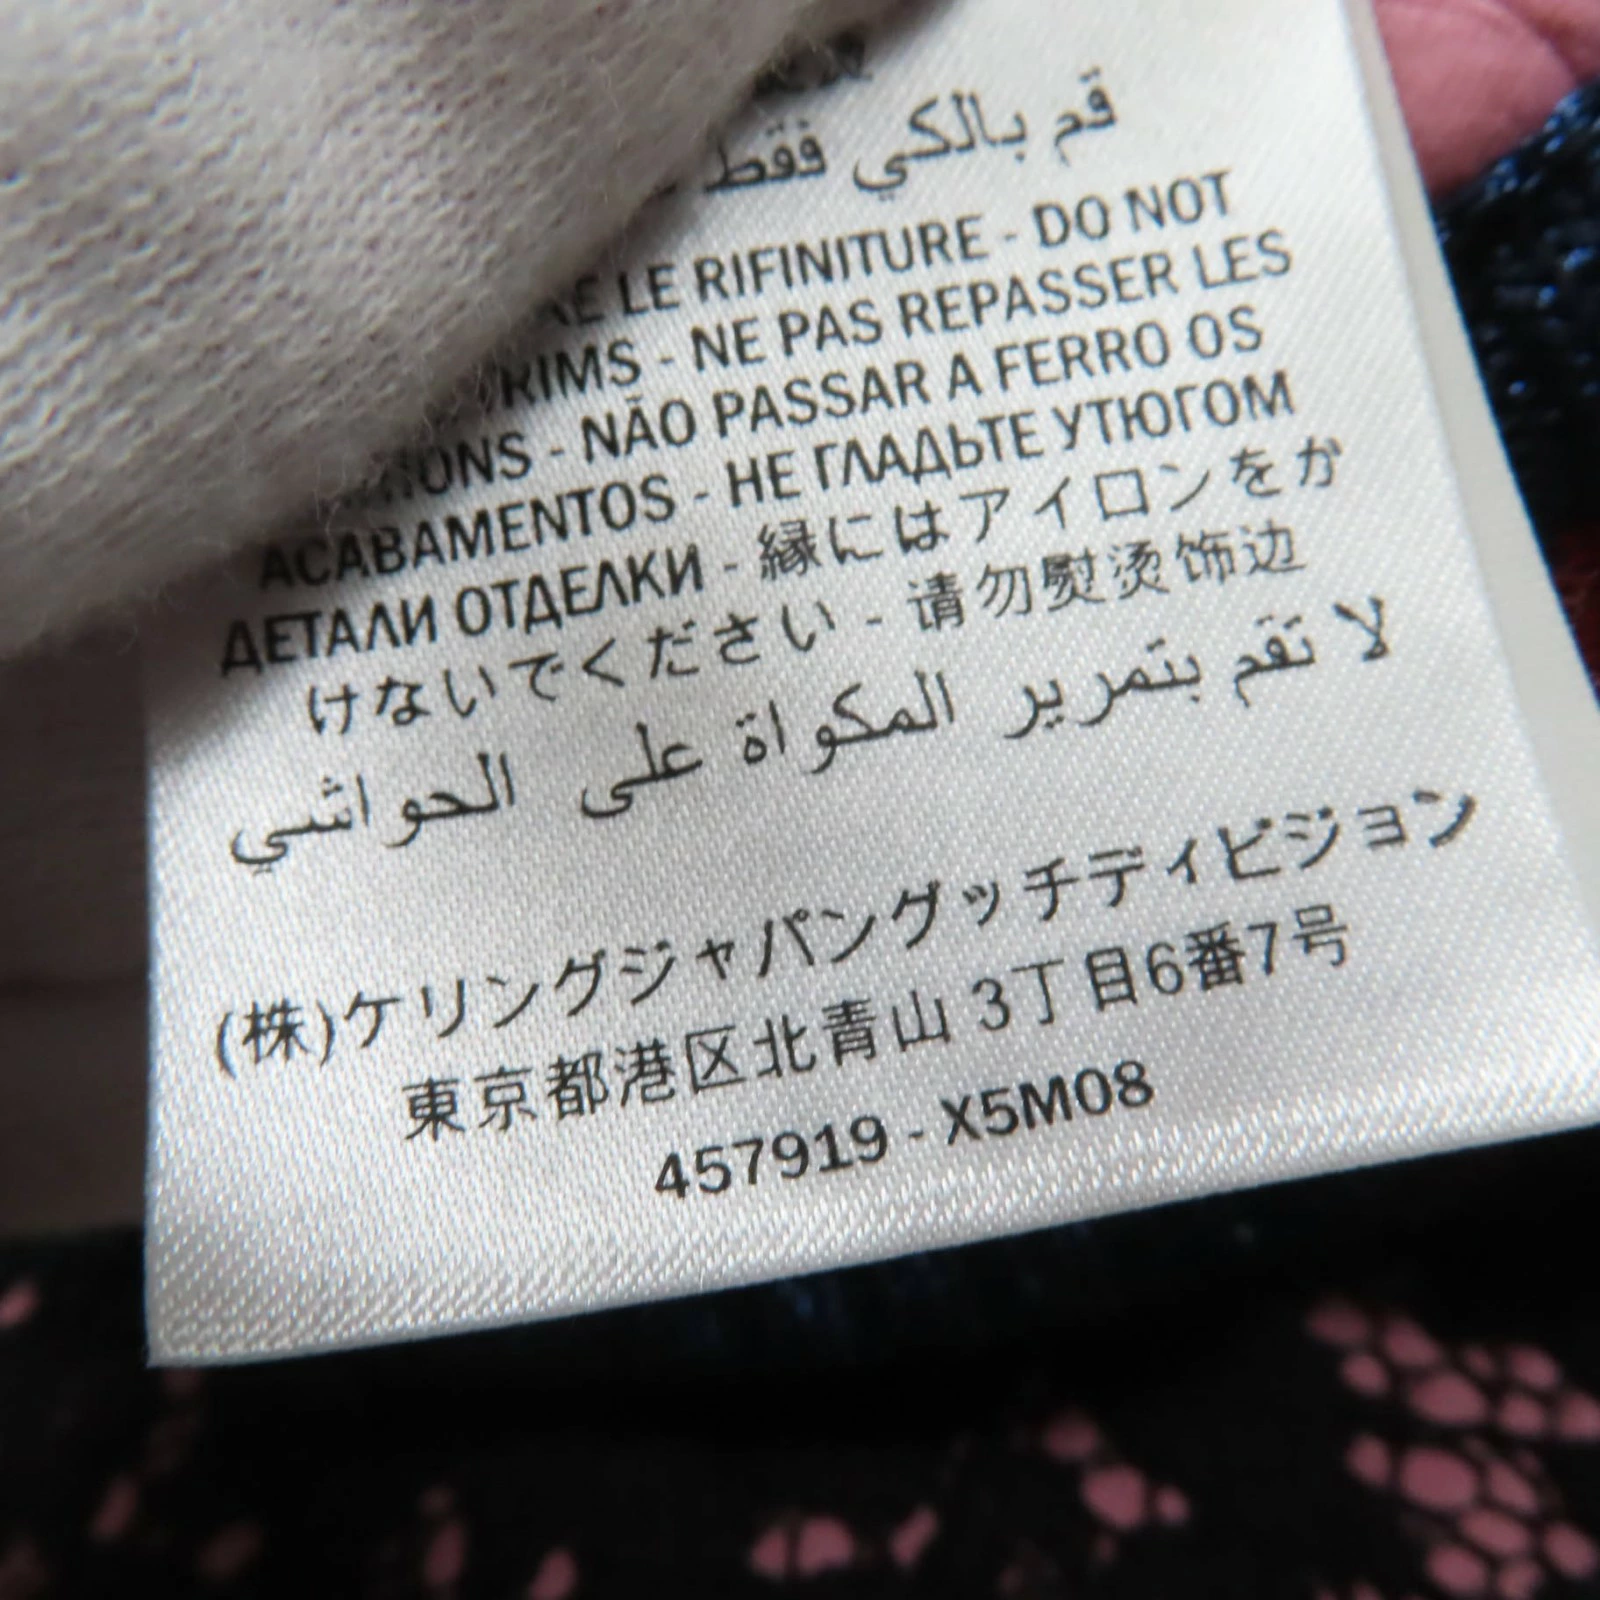 قم بالكي فقط
LE RIFINITURE - DO NOT
TRIMS - NE PAS REPASSER LES
- NÃO PASSAR A FERRO OS
ACABAMENTOS - НЕ ГЛАДЬТЕ УТЮГОМ
ДЕТАЛИ ОТДЕЛКИ - 縁にはアイロンをか
けないでください - 请勿熨烫饰边
لا تقم بتمرير المكواة على الحواشي
(株)ケリングジャパングッチディビジョン
東京都港区北青山 3丁目6番7号
457919 - X5M08